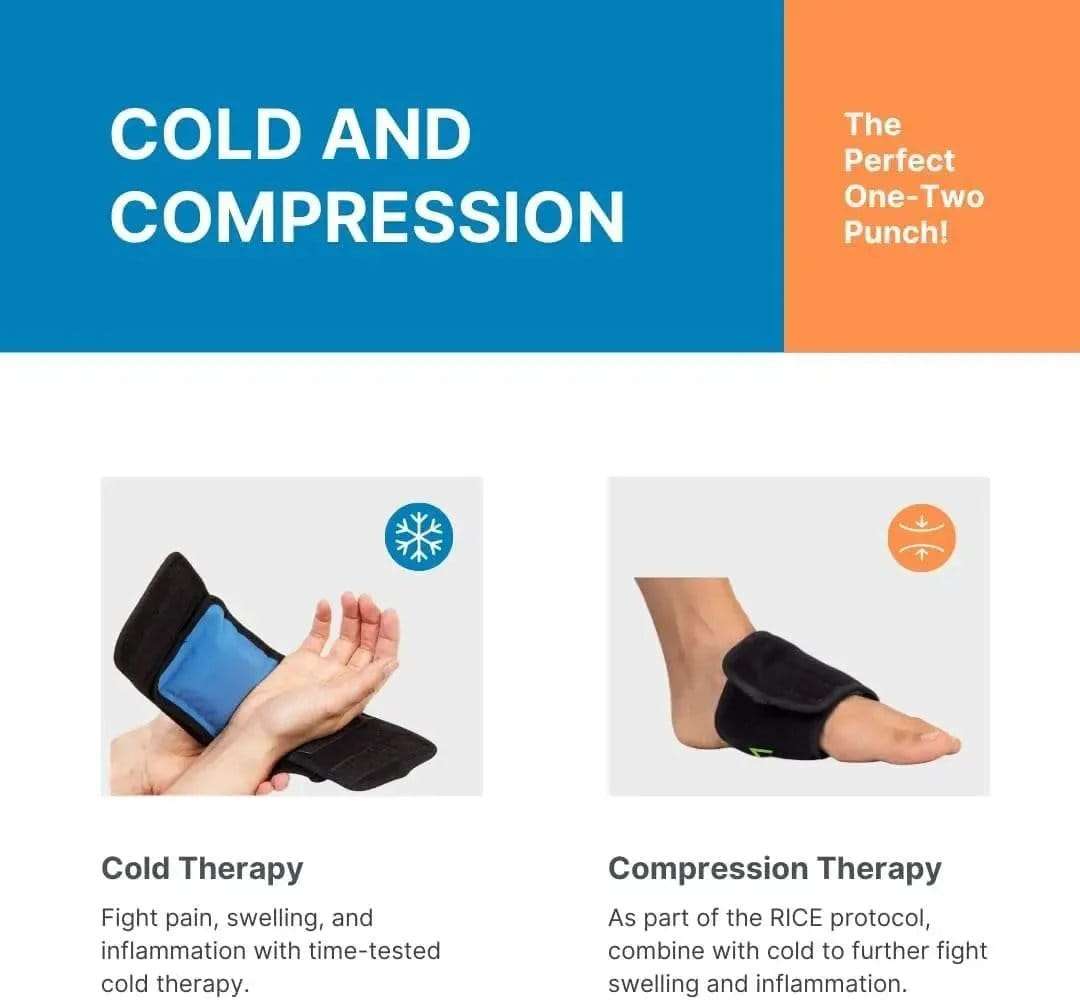 COLD AND
COMPRESSION
The
Perfect
One-Two
Punch!
Cold Therapy
Fight pain, swelling, and
inflammation with time-tested
cold therapy.
Compression Therapy
As part of the RICE protocol,
combine with cold to further fight
swelling and inflammation.